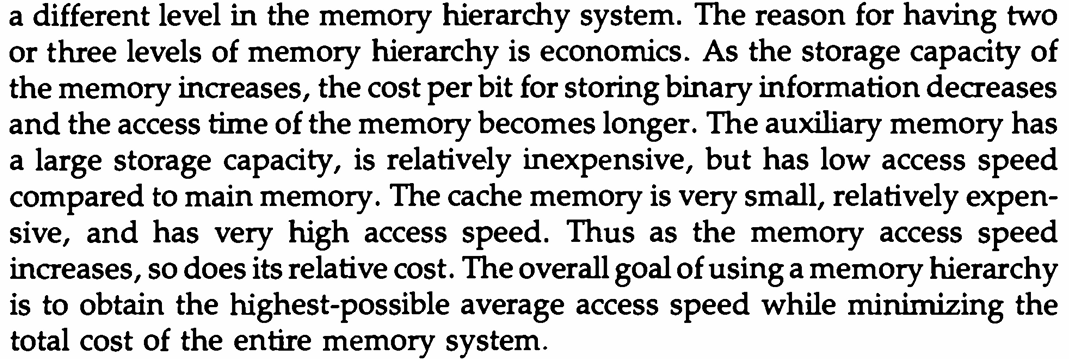 a different level in the memory hierarchy system. The reason for having two
or three levels of memory hierarchy is economics. As the storage capacity of
the memory increases, the cost per bit for storing binary information decreases
and the access time of the memory becomes longer. The auxiliary memory has
a large storage capacity, is relatively inexpensive, but has low access speed
compared to main memory. The cache memory is very small, relatively expen-
sive, and has very high access speed. Thus as the memory access speed
increases, so does its relative cost. The overall goal of using a memory hierarchy
is to obtain the highest-possible average access speed while minimizing the
total cost of the entire memory system.